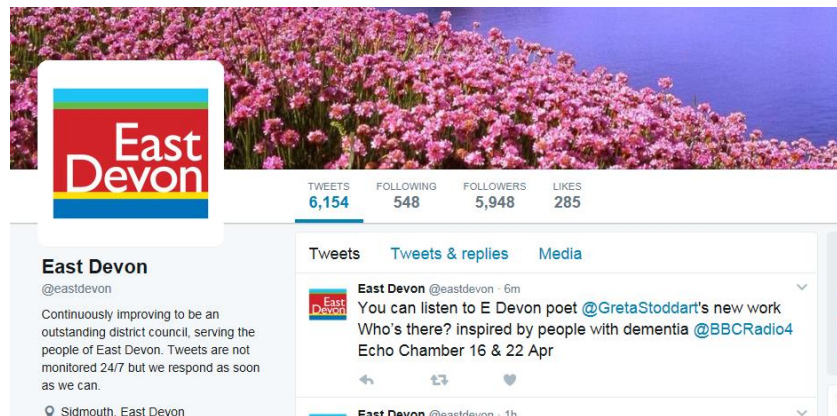 East
Devon
TWEETS FOLLOWING FOLLOWERS LIKES
6,154 548 5,948 285
East Devon
@eastdevon
Continuously improving to be an
outstanding district council, serving the
people of East Devon. Tweets are not
monitored 24/7 but we respond as soon
as we can.
Sidmouth, East Devon
Tweets Tweets & replies Media
East Devon @eastdevon · 6m
East
Devon
You can listen to E Devon poet @GretaStoddart's new work
Who's there? inspired by people with dementia @BBCRadio4
Echo Chamber 16 & 22 Apr
East Devon @eastdevon · 1h